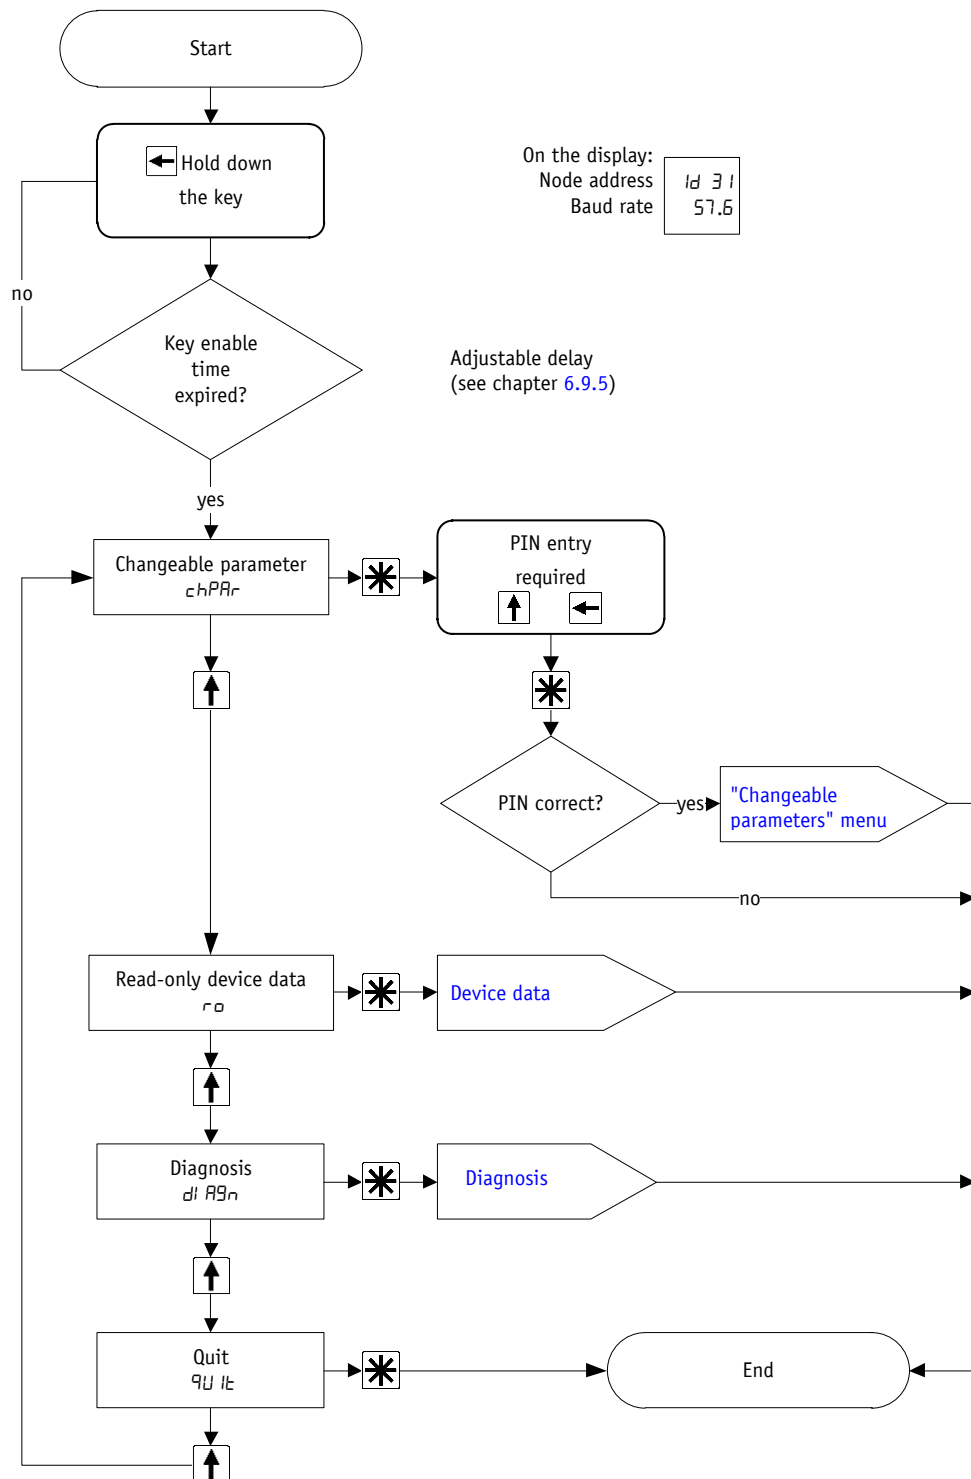 Start
Hold down
the key
On the display:
Node address
Baud rate
Id 31
57.6
no
Key enable
time
expired?
Adjustable delay
(see chapter 6.9.5)
yes
Changeable parameter
chPAr
PIN entry
required
PIN correct?
yes
"Changeable
parameters" menu
no
Read-only device data
ro
Device data
Diagnosis
dIAgn
Diagnosis
Quit
qUIt
End